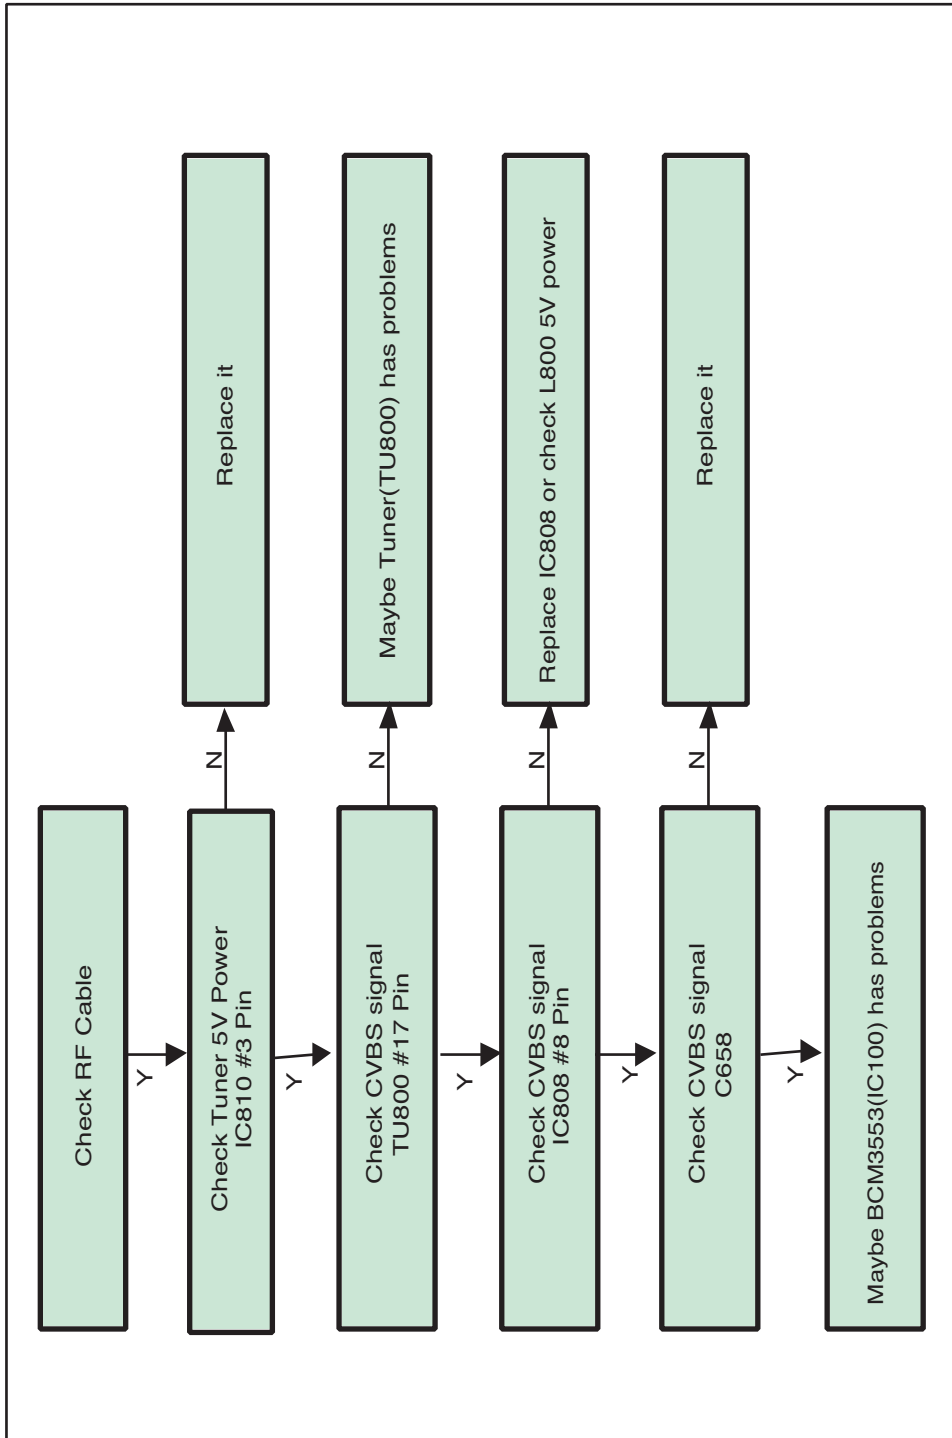 Check RF Cable
Y
Check Tuner 5V Power
IC810 #3 Pin
N
Replace it
Y
Check CVBS signal
TU800 #17 Pin
N
Maybe Tuner(TU800) has problems
Y
Check CVBS signal
IC808 #8 Pin
N
Replace IC808 or check L800 5V power
Y
Check CVBS signal
C658
N
Replace it
Y
Maybe BCM3553(IC100) has problems